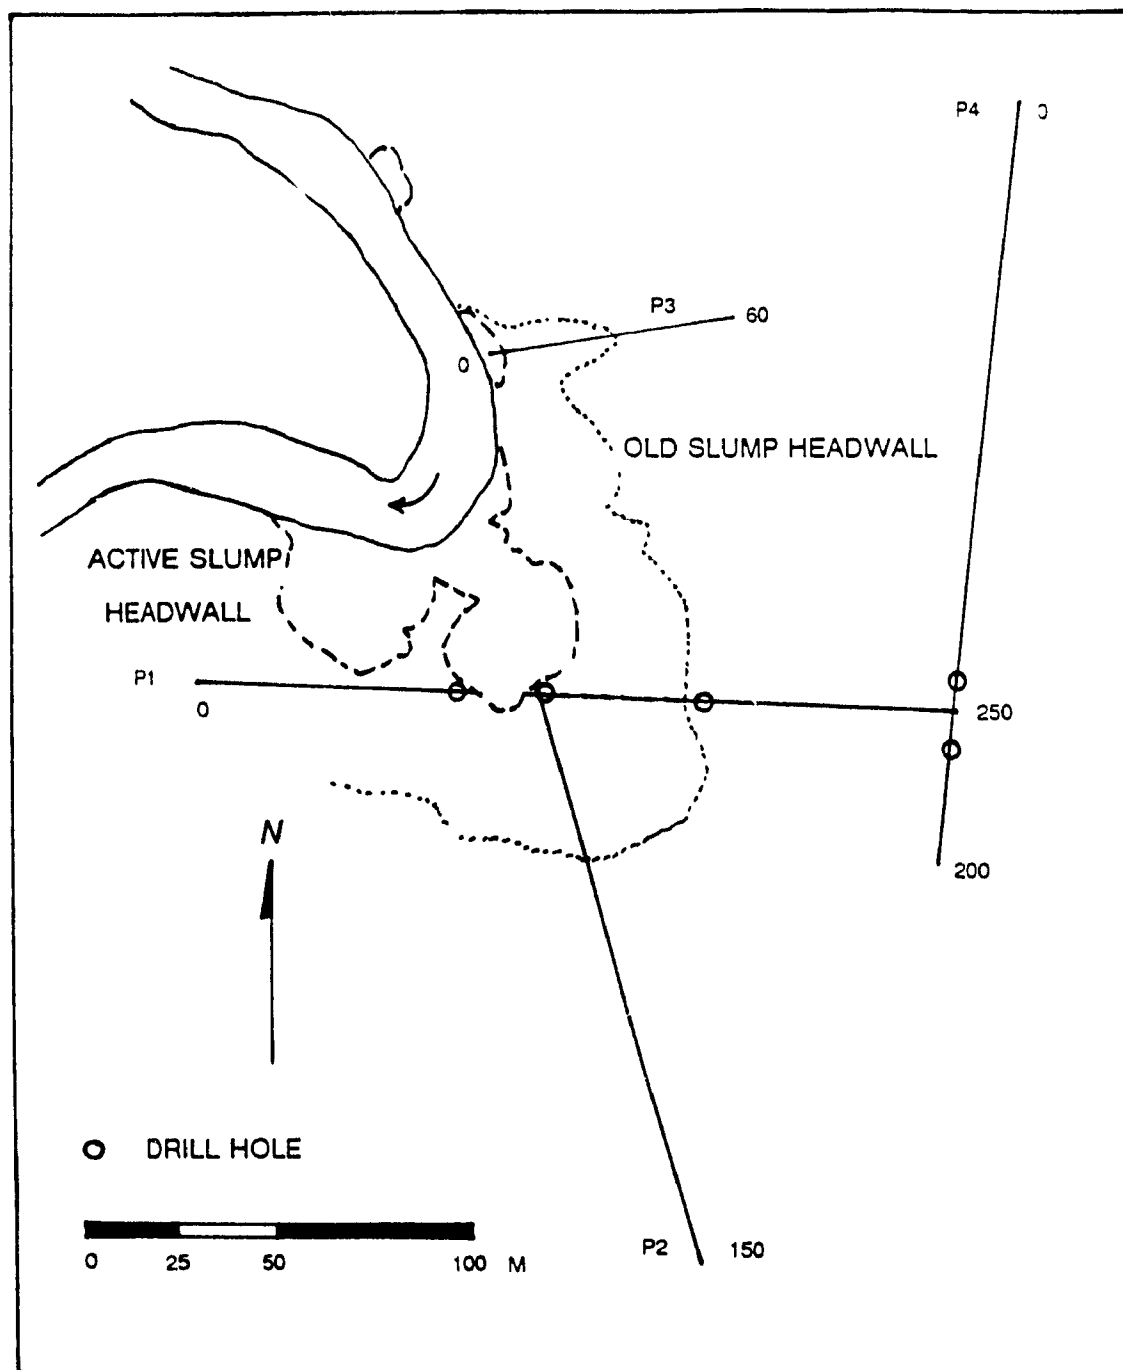 P4 0
P3 60
0
OLD SLUMP HEADWALL
ACTIVE SLUMP
HEADWALL
P1
0
250
200
N
DRILL HOLE
P2 150
0 25 50 100 M